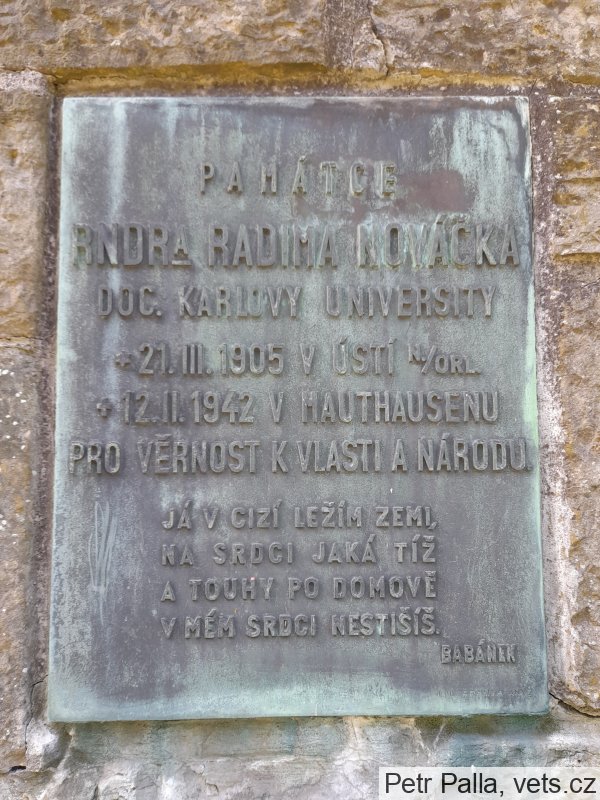 PAMÁTCE
RNDRA RADIMA NOVÁČKA
DOC. KARLOVY UNIVERSITY
+21.III.1905 V ÚSTÍ N/ORL.
+12.II.1942 V MAUTHAUSENU
PRO VĚRNOST K VLASTI A NÁRODU.
JÁ V CIZÍ LEŽÍM ZEMI,
NA SRDCI JAKÁ TÍŽ
A TOUHY PO DOMOVĚ
V MÉM SRDCI NESTIŠÍŠ.
BABÁNEK
Petr Palla, vets.cz